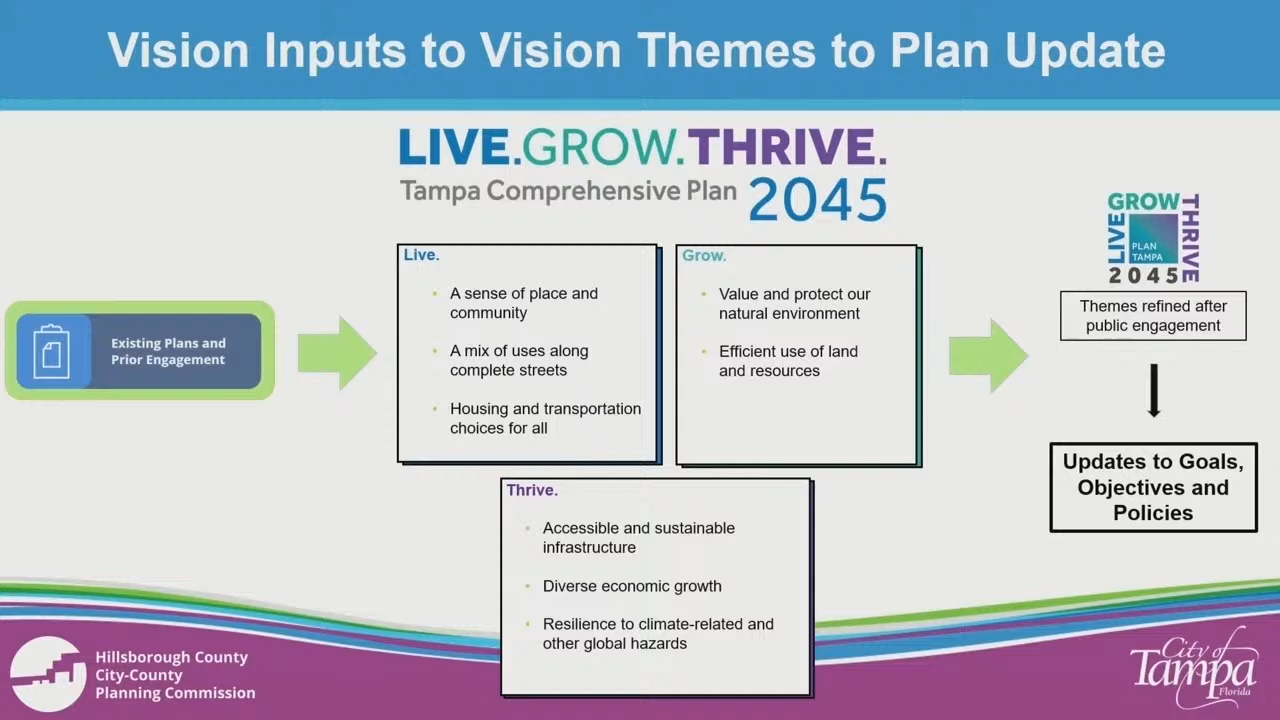 Vision Inputs to Vision Themes to Plan Update
LIVE.GROW.THRIVE.
Tampa Comprehensive Plan 2045
Existing Plans and
Prior Engagement
Live.
• A sense of place and
community
• A mix of uses along
complete streets
• Housing and transportation
choices for all
Grow.
• Value and protect our
natural environment
• Efficient use of land
and resources
Thrive.
• Accessible and sustainable
infrastructure
• Diverse economic growth
• Resilience to climate-related and
other global hazards
LIVE
GROW
THRIVE
PLAN
TAMPA
2045
Themes refined after
public engagement
Updates to Goals,
Objectives and
Policies
Hillsborough County
City-County
Planning Commission
City of
Tampa
Florida